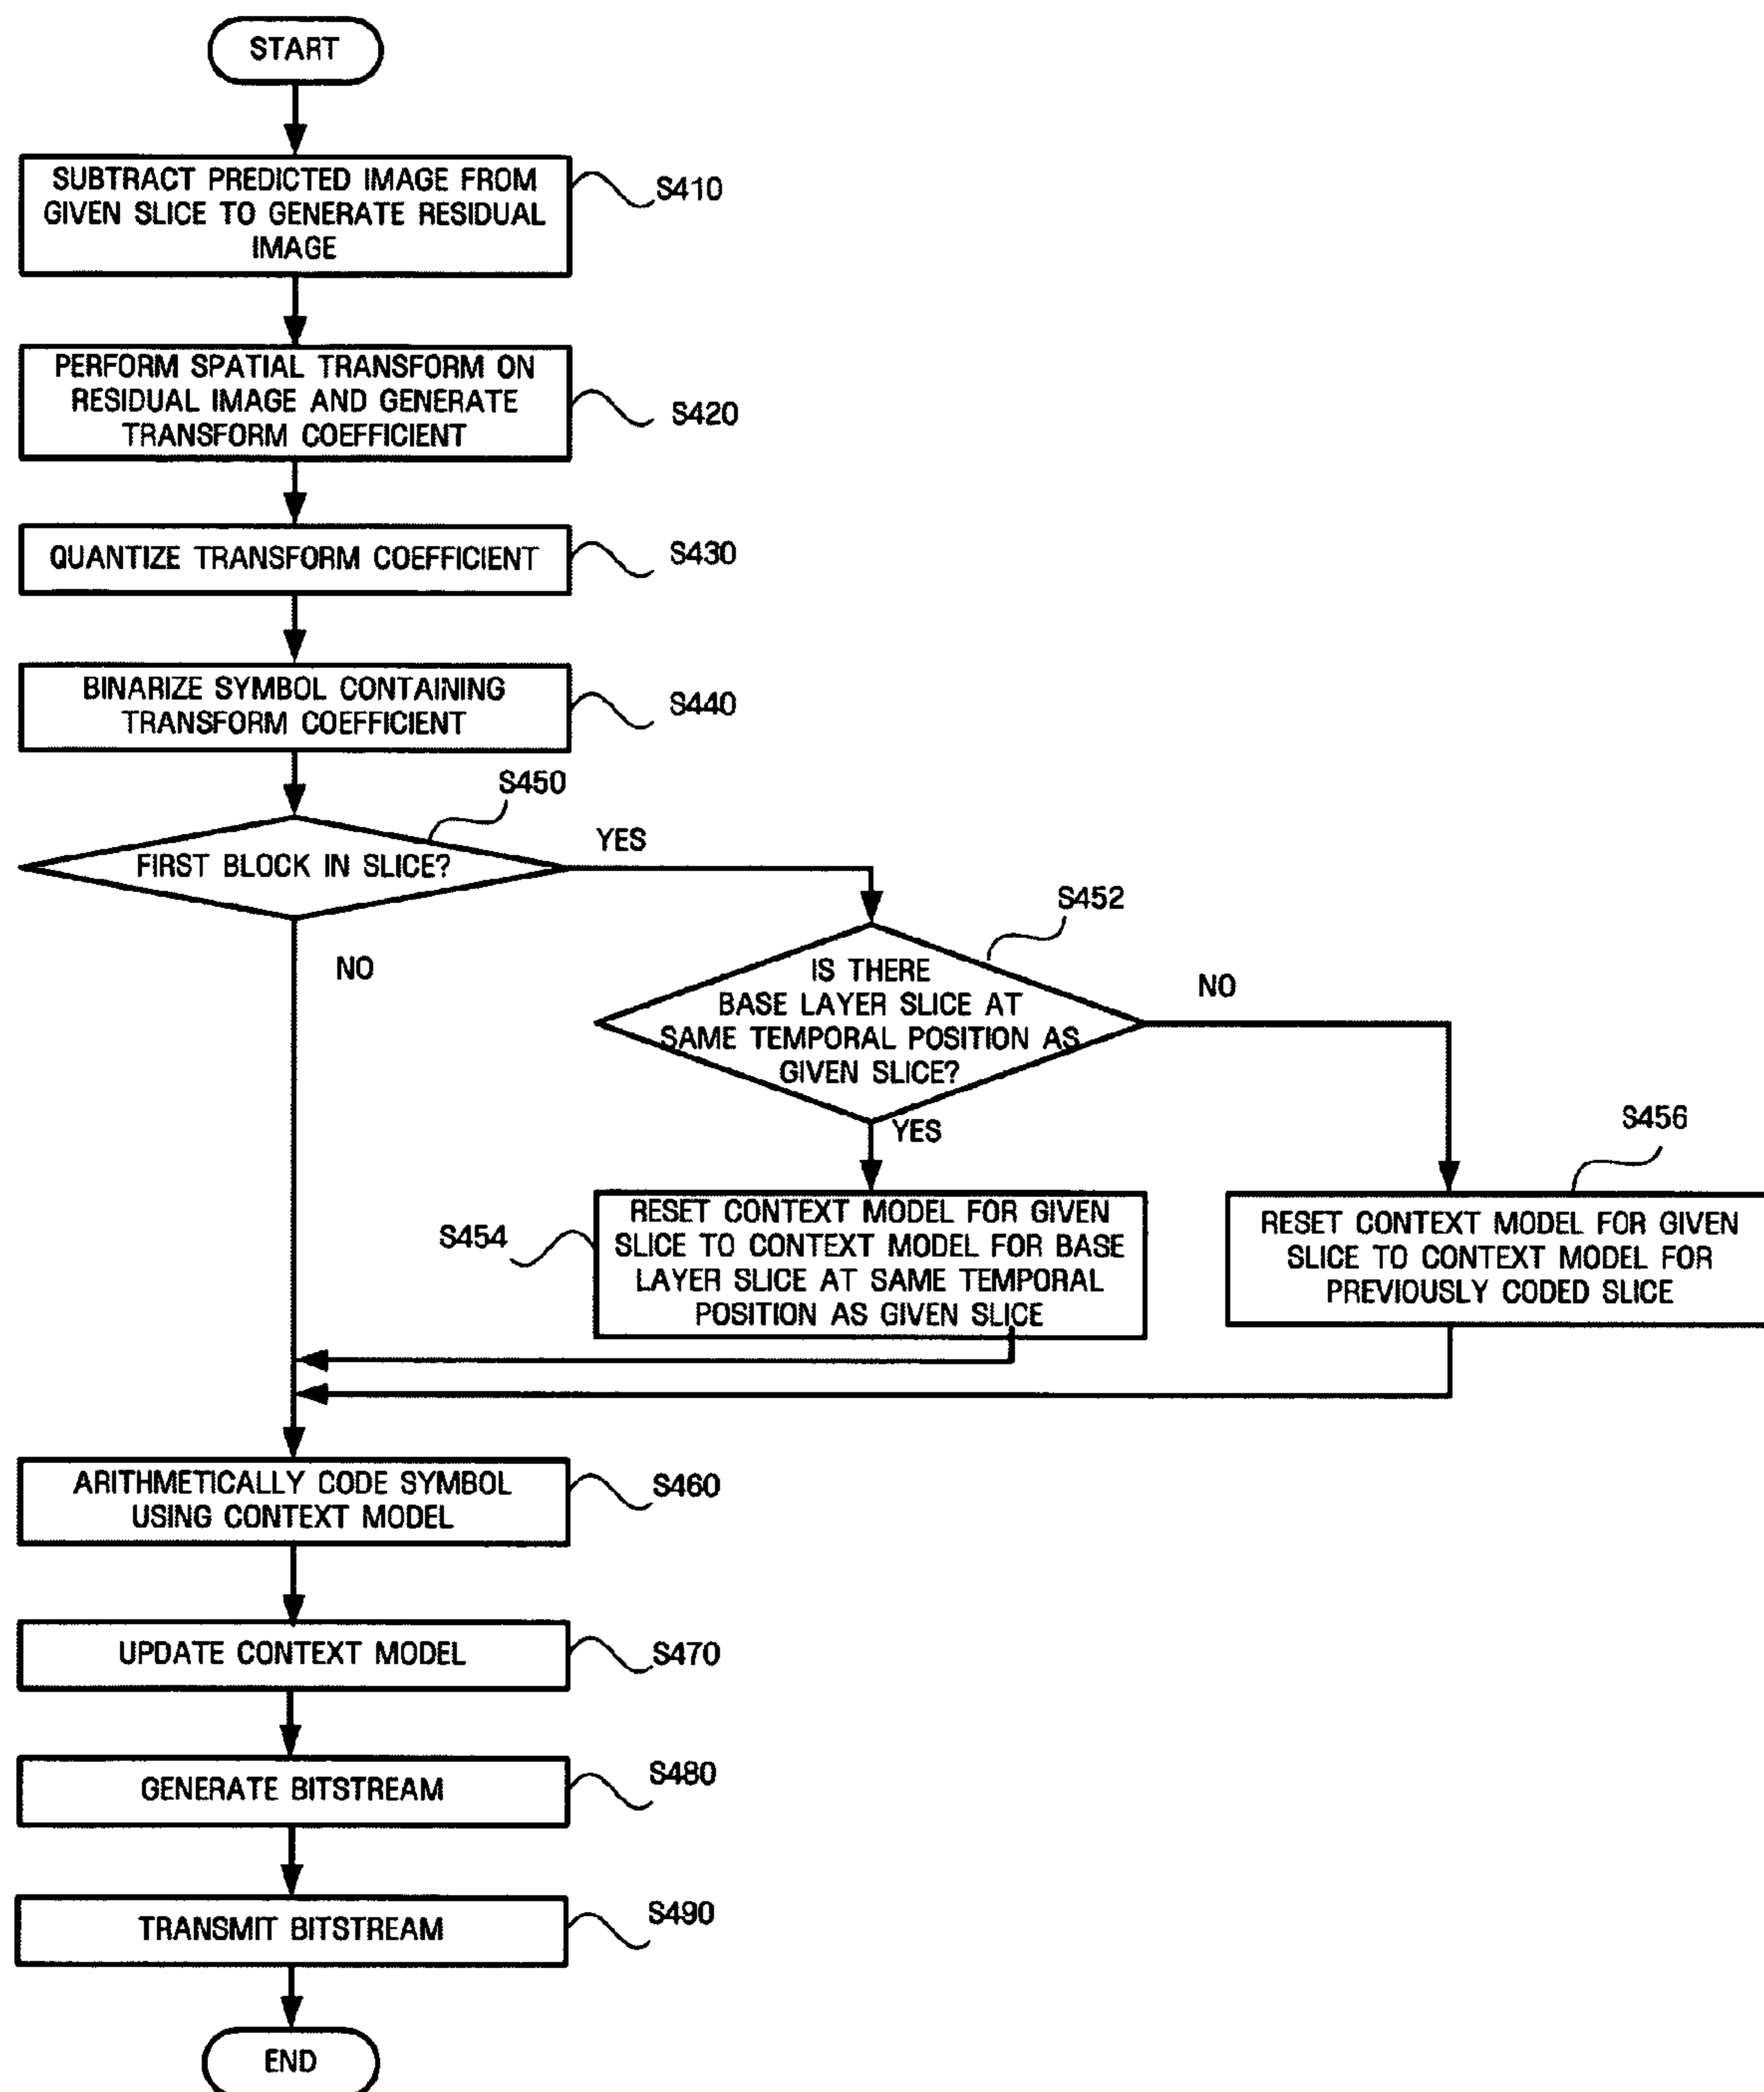 START
SUBTRACT PREDICTED IMAGE FROM
GIVEN SLICE TO GENERATE RESIDUAL
IMAGE
S410
PERFORM SPATIAL TRANSFORM ON
RESIDUAL IMAGE AND GENERATE
TRANSFORM COEFFICIENT
S420
QUANTIZE TRANSFORM COEFFICIENT
S430
BINARIZE SYMBOL CONTAINING
TRANSFORM COEFFICIENT
S440
S450
FIRST BLOCK IN SLICE?
YES
NO
S452
IS THERE
BASE LAYER SLICE AT
SAME TEMPORAL POSITION AS
GIVEN SLICE?
NO
YES
S454
RESET CONTEXT MODEL FOR GIVEN
SLICE TO CONTEXT MODEL FOR BASE
LAYER SLICE AT SAME TEMPORAL
POSITION AS GIVEN SLICE
S456
RESET CONTEXT MODEL FOR GIVEN
SLICE TO CONTEXT MODEL FOR
PREVIOUSLY CODED SLICE
ARITHMETICALLY CODE SYMBOL
USING CONTEXT MODEL
S460
UPDATE CONTEXT MODEL
S470
GENERATE BITSTREAM
S480
TRANSMIT BITSTREAM
S490
END